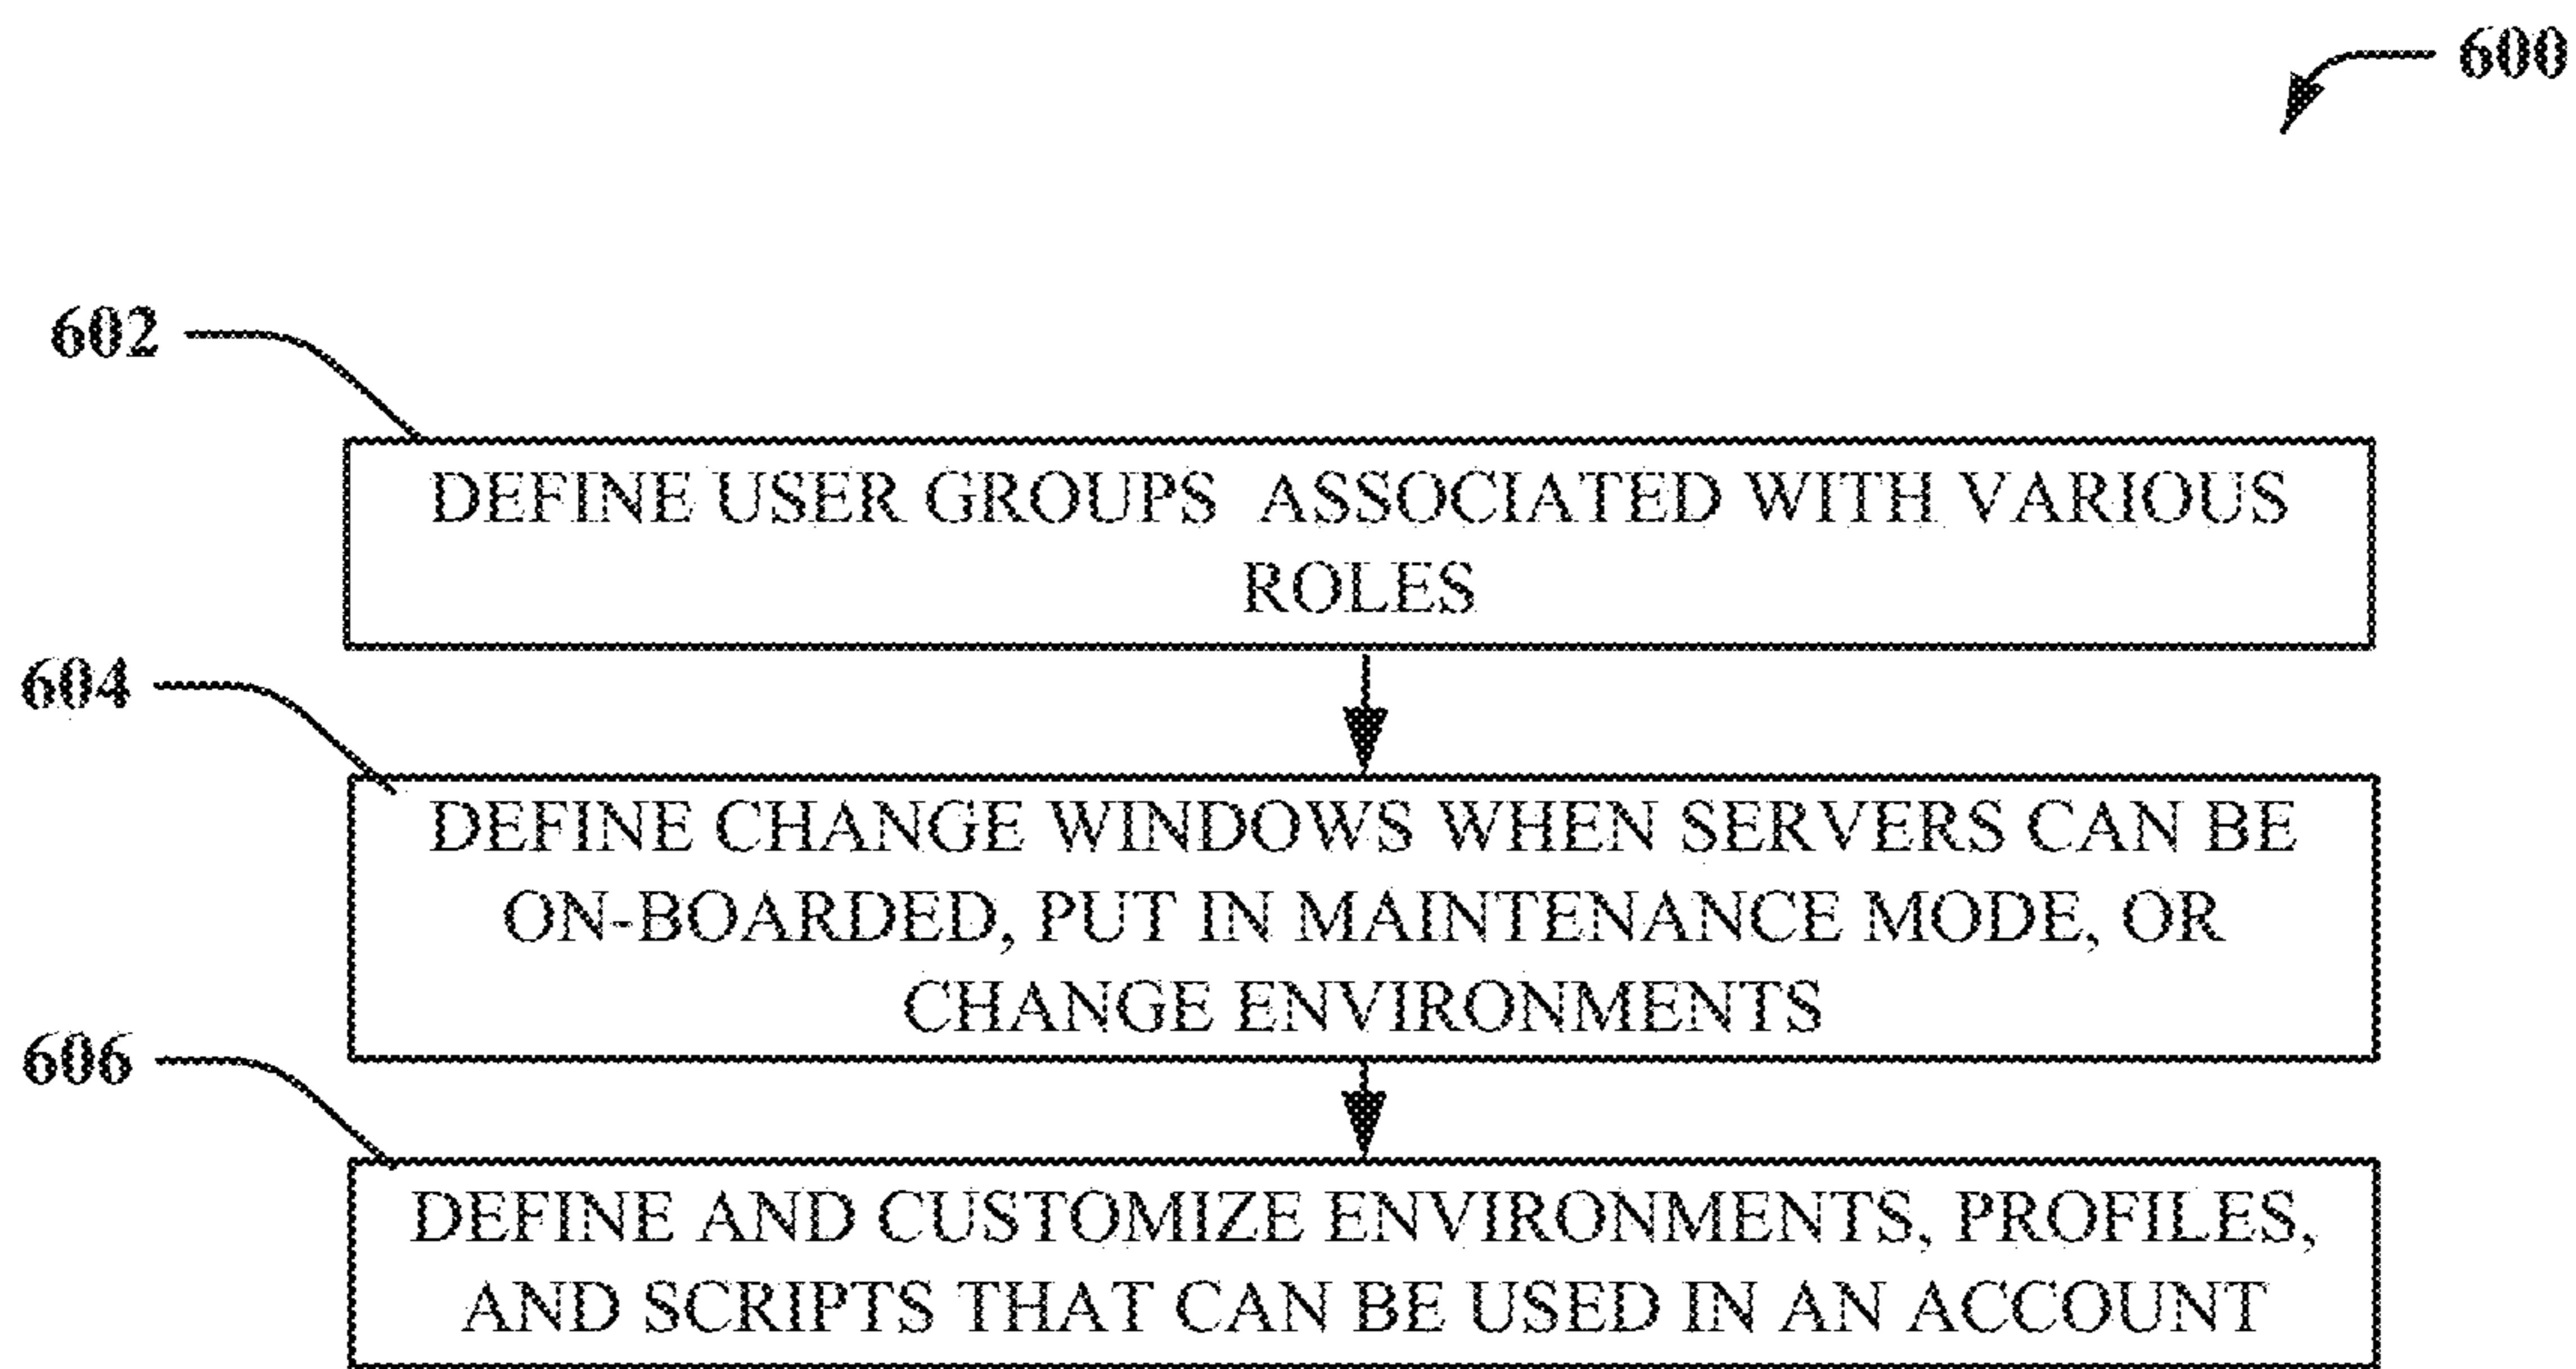 600
602
DEFINE USER GROUPS ASSOCIATED WITH VARIOUS
ROLES
604
DEFINE CHANGE WINDOWS WHEN SERVERS CAN BE
ON-BOARDED, PUT IN MAINTENANCE MODE, OR
CHANGE ENVIRONMENTS
606
DEFINE AND CUSTOMIZE ENVIRONMENTS, PROFILES,
AND SCRIPTS THAT CAN BE USED IN AN ACCOUNT